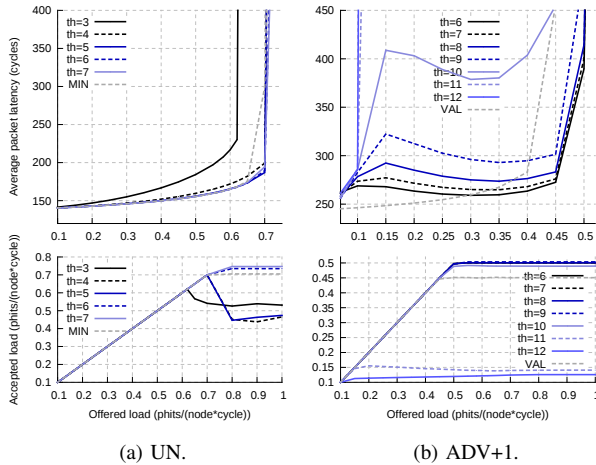 Average packet latency (cycles)
400
350
300
250
200
150
th=3
th=4
th=5
th=6
th=7
MIN
0.1 0.2 0.3 0.4 0.5 0.6 0.7
450
400
350
300
250
th=6
th=7
th=8
th=9
th=10
th=11
th=12
VAL
0.1 0.15 0.2 0.25 0.3 0.35 0.4 0.45 0.5
Accepted load (phits/(node*cycle))
0.8
0.7
0.6
0.5
0.4
0.3
0.2
0.1
th=3
th=4
th=5
th=6
th=7
MIN
0.1 0.2 0.3 0.4 0.5 0.6 0.7 0.8 0.9 1
Offered load (phits/(node*cycle))
0.5
0.45
0.4
0.35
0.3
0.25
0.2
0.15
0.1
th=6
th=7
th=8
th=9
th=10
th=11
th=12
VAL
0.1 0.2 0.3 0.4 0.5 0.6 0.7 0.8 0.9 1
Offered load (phits/(node*cycle))
(a) UN.
(b) ADV+1.